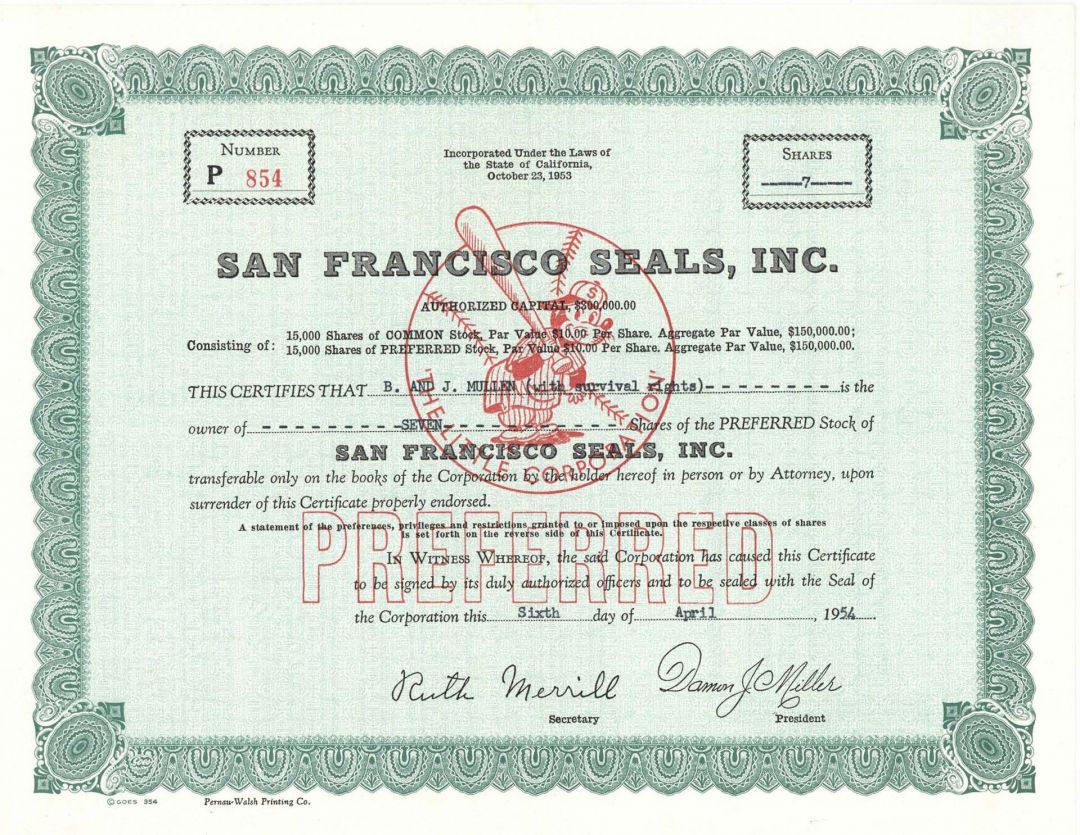 NUMBER
P 854
Incorporated Under the Laws of
the State of California,
October 23, 1953
SHARES
-----7-----
SAN FRANCISCO SEALS, INC.
AUTHORIZED CAPITAL, $300,000.00
Consisting of:
15,000 Shares of COMMON Stock, Par Value $10.00 Per Share. Aggregate Par Value, $150,000.00;
15,000 Shares of PREFERRED Stock, Par Value $10.00 Per Share. Aggregate Par Value, $150,000.00.
S
"THE LITTLE CORPORATION"
THIS CERTIFIES THAT B. AND J. MULLEN (with survival rights)- - - - - - - - - is the
owner of - - - - - - - - - -SEVEN- - - - - - - - - - - - - Shares of the PREFERRED Stock of
SAN FRANCISCO SEALS, INC.
transferable only on the books of the Corporation by the holder hereof in person or by Attorney, upon
surrender of this Certificate properly endorsed.
A statement of the preferences, privileges and restrictions granted to or imposed upon the respective classes of shares
is set forth on the reverse side of this Certificate.
PREFERRED
IN WITNESS WHEREOF, the said Corporation has caused this Certificate
to be signed by its duly authorized officers and to be sealed with the Seal of
the Corporation this Sixth day of April, 1954
Ruth Merrill
Damon J Miller
Secretary
President
© GOES 354
Pernau-Walsh Printing Co.